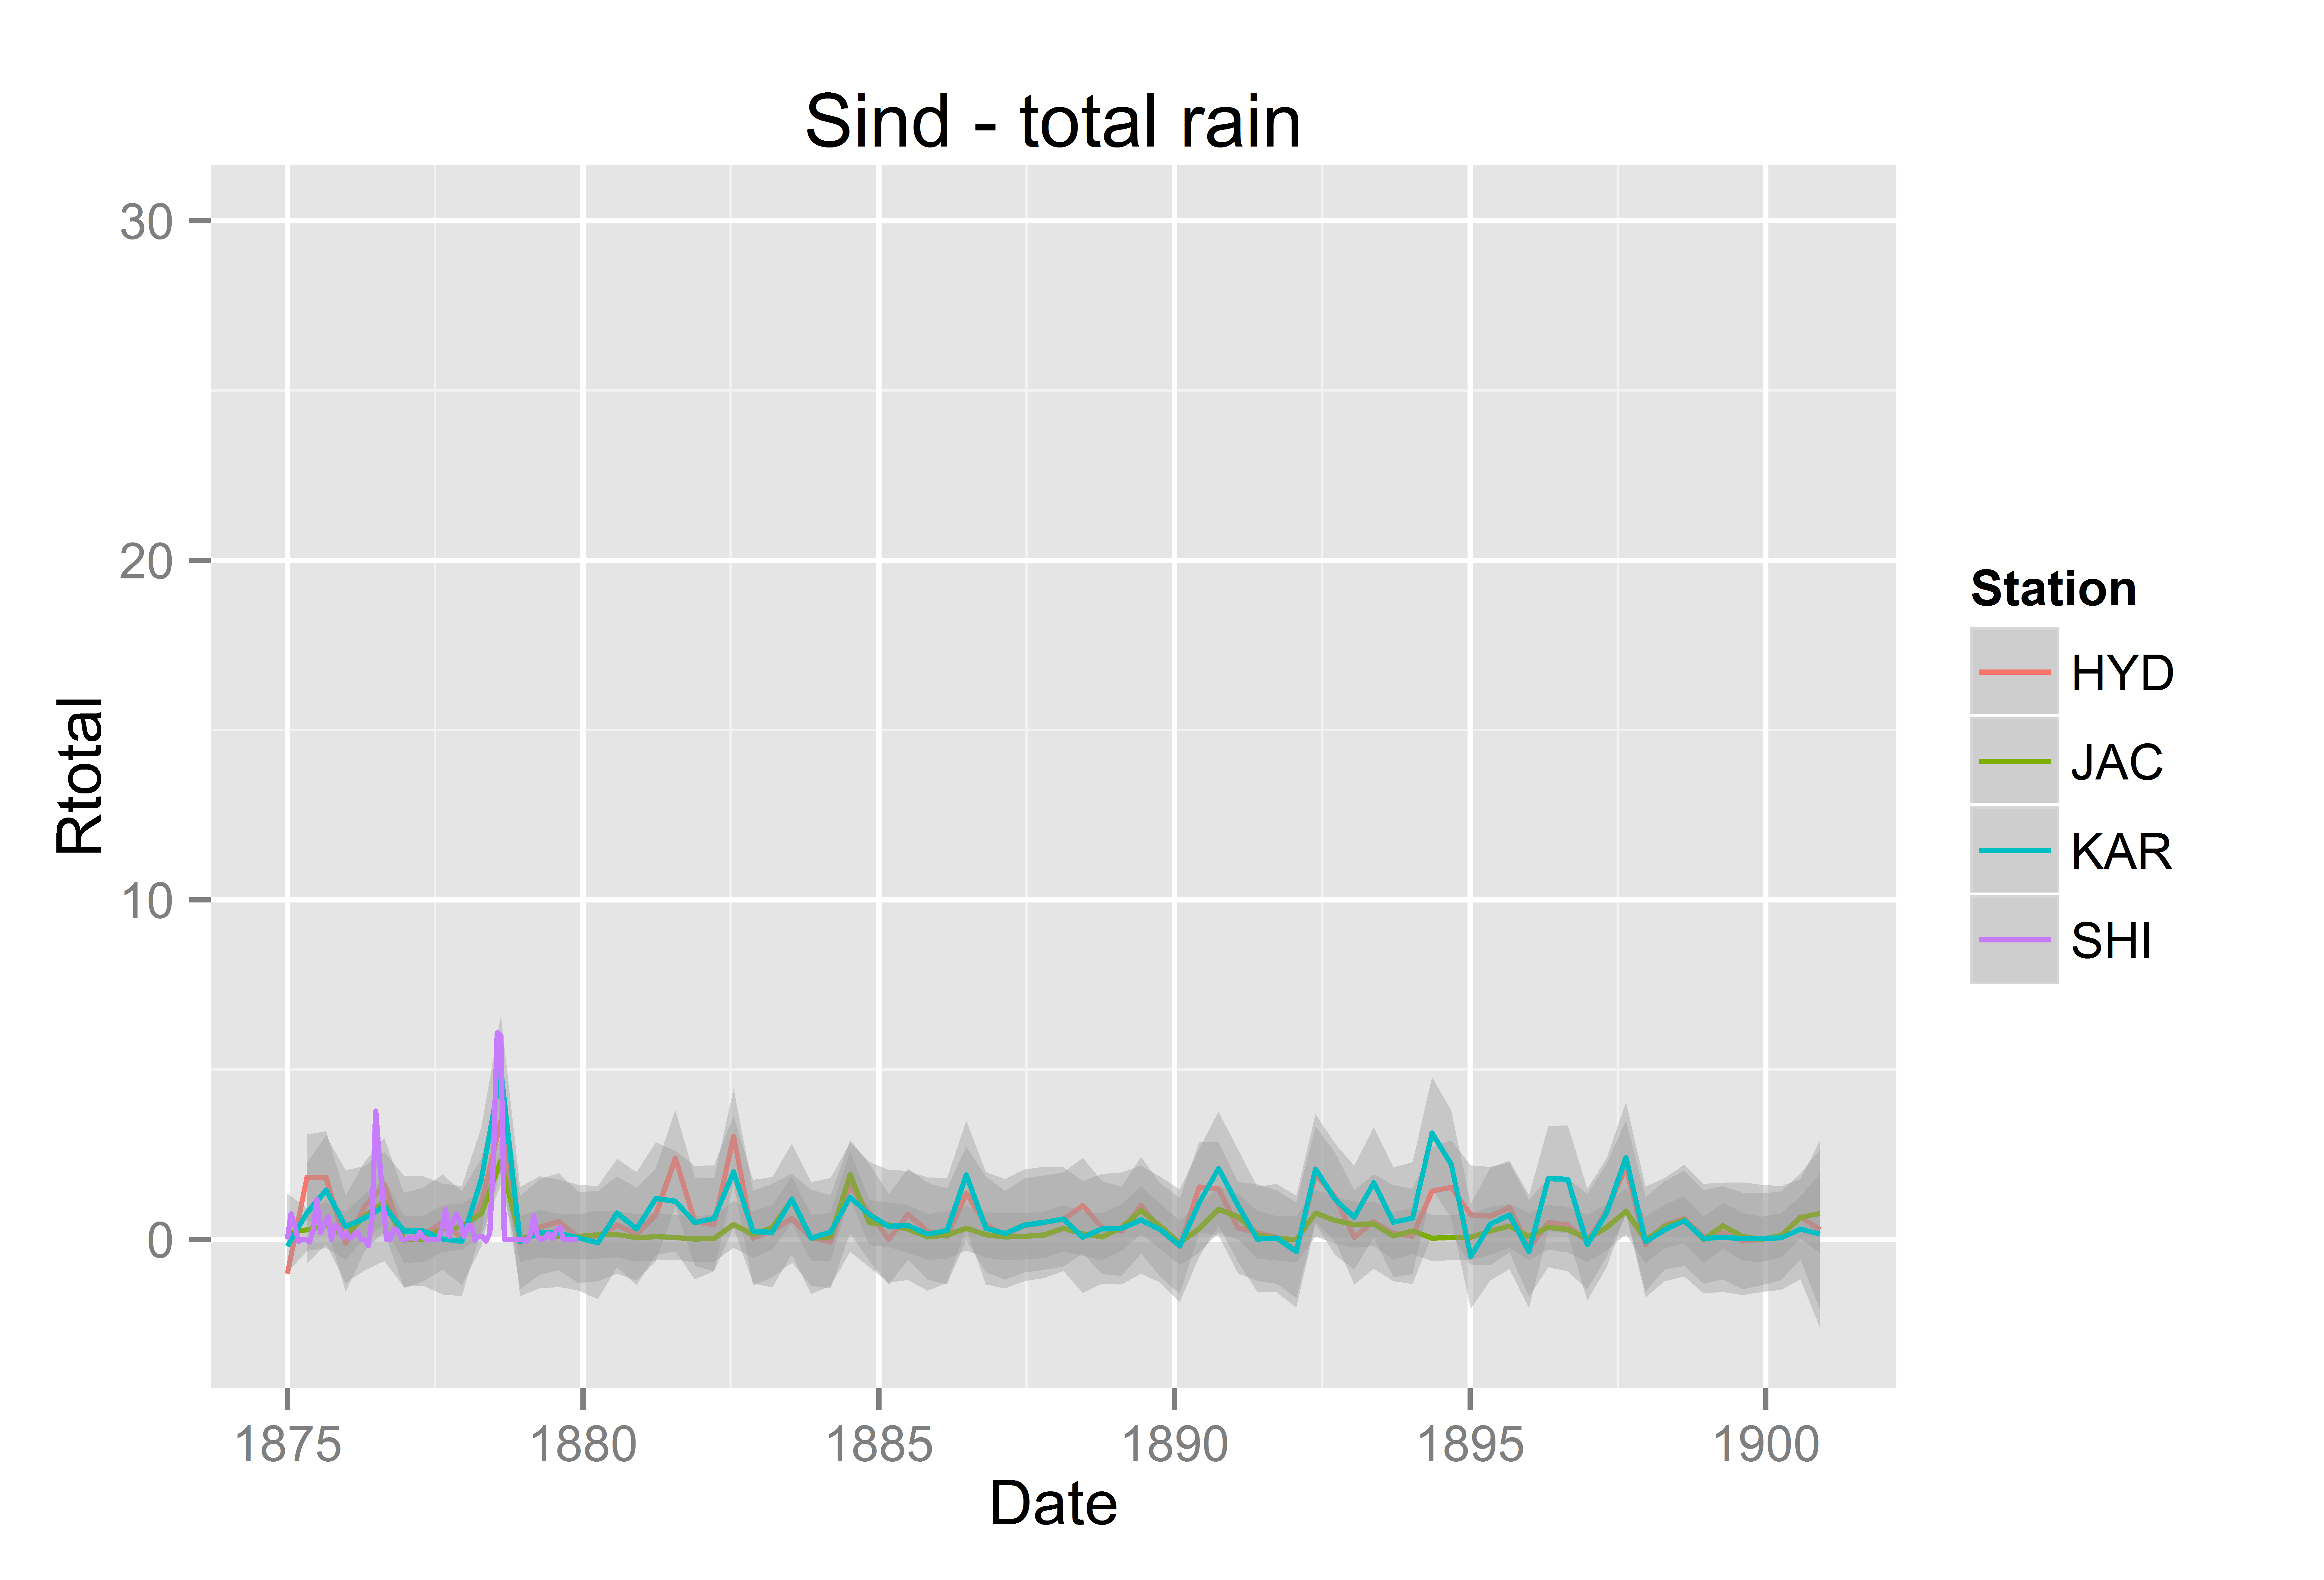 Sind - total rain
30
20
10
0
Rtotal
1875 1880 1885 1890 1895 1900
Date
Station
HYD
JAC
KAR
SHI